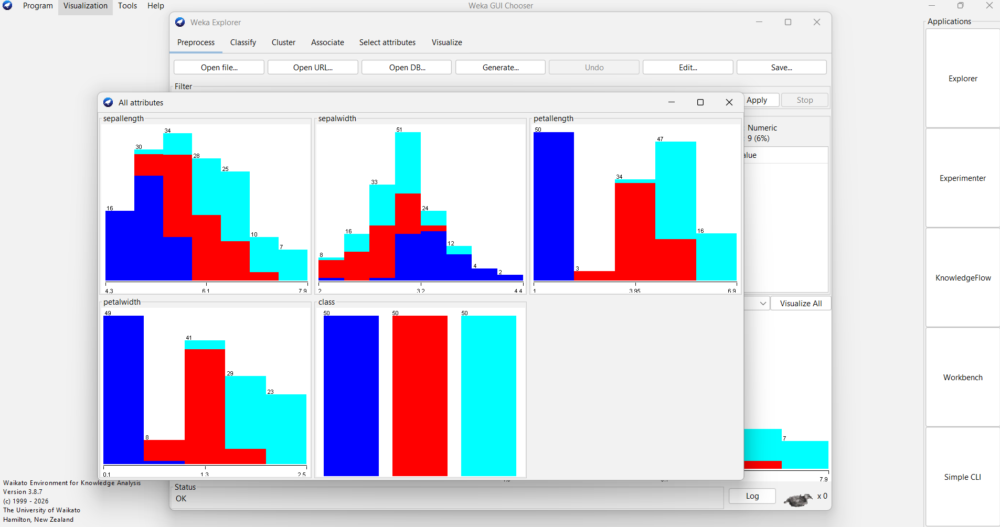 Program Visualization Tools Help
Weka GUI Chooser
Weka Explorer
Preprocess Classify Cluster Associate Select attributes Visualize
Open file... Open URL... Open DB... Generate... Undo Edit... Save...
Filter
Apply Stop
All attributes
sepallength
34
30
28
25
16
10
7
4.3 6.1 7.9
sepalwidth
51
33
24
16
12
8
4
2
2 3.2 4.4
petallength
50
47
34
16
3
1 3.95 6.9
petalwidth
49
41
29
23
8
0.1 1.3 2.5
class
50 50 50
Numeric
9 (6%)
alue
Visualize All
7
7.9
Status
OK
Log x 0
Applications
Explorer
Experimenter
KnowledgeFlow
Workbench
Simple CLI
Waikato Environment for Knowledge Analysis
Version 3.8.7
(c) 1999 - 2026
The University of Waikato
Hamilton, New Zealand